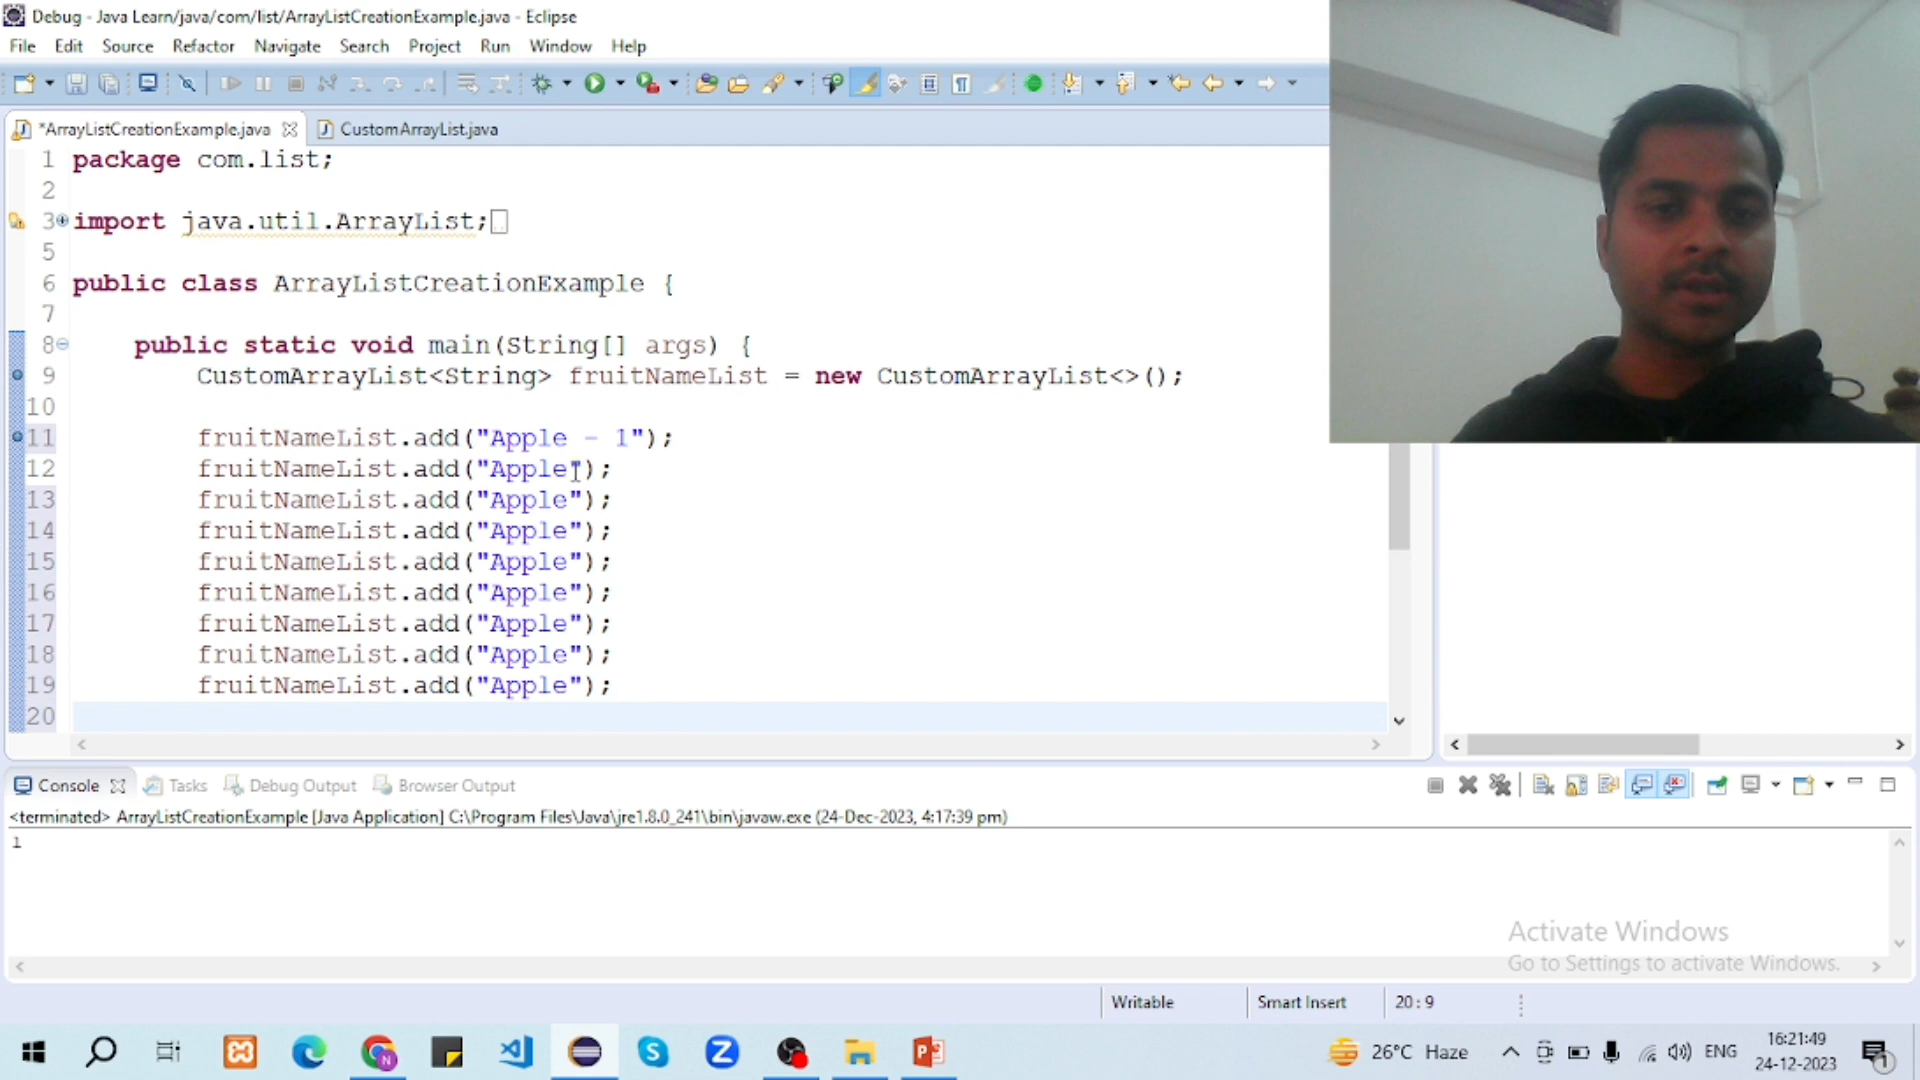 Debug - Java Learn/java/com/list/ArrayListCreationExample.java - Eclipse
File Edit Source Refactor Navigate Search Project Run Window Help
*ArrayListCreationExample.java CustomArrayList.java
1 package com.list;
2
3 import java.util.ArrayList;
5
6 public class ArrayListCreationExample {
7
8 public static void main(String[] args) {
9 CustomArrayList<String> fruitNameList = new CustomArrayList<>();
10
11 fruitNameList.add("Apple - 1");
12 fruitNameList.add("Apple");
13 fruitNameList.add("Apple");
14 fruitNameList.add("Apple");
15 fruitNameList.add("Apple");
16 fruitNameList.add("Apple");
17 fruitNameList.add("Apple");
18 fruitNameList.add("Apple");
19 fruitNameList.add("Apple");
20
Console Tasks Debug Output Browser Output
<terminated> ArrayListCreationExample [Java Application] C:\Program Files\Java\jre1.8.0_241\bin\javaw.exe (24-Dec-2023, 4:17:39 pm)
1
Activate Windows
Go to Settings to activate Windows.
Writable Smart Insert 20 : 9
26°C Haze ENG 16:21:49
24-12-2023
1